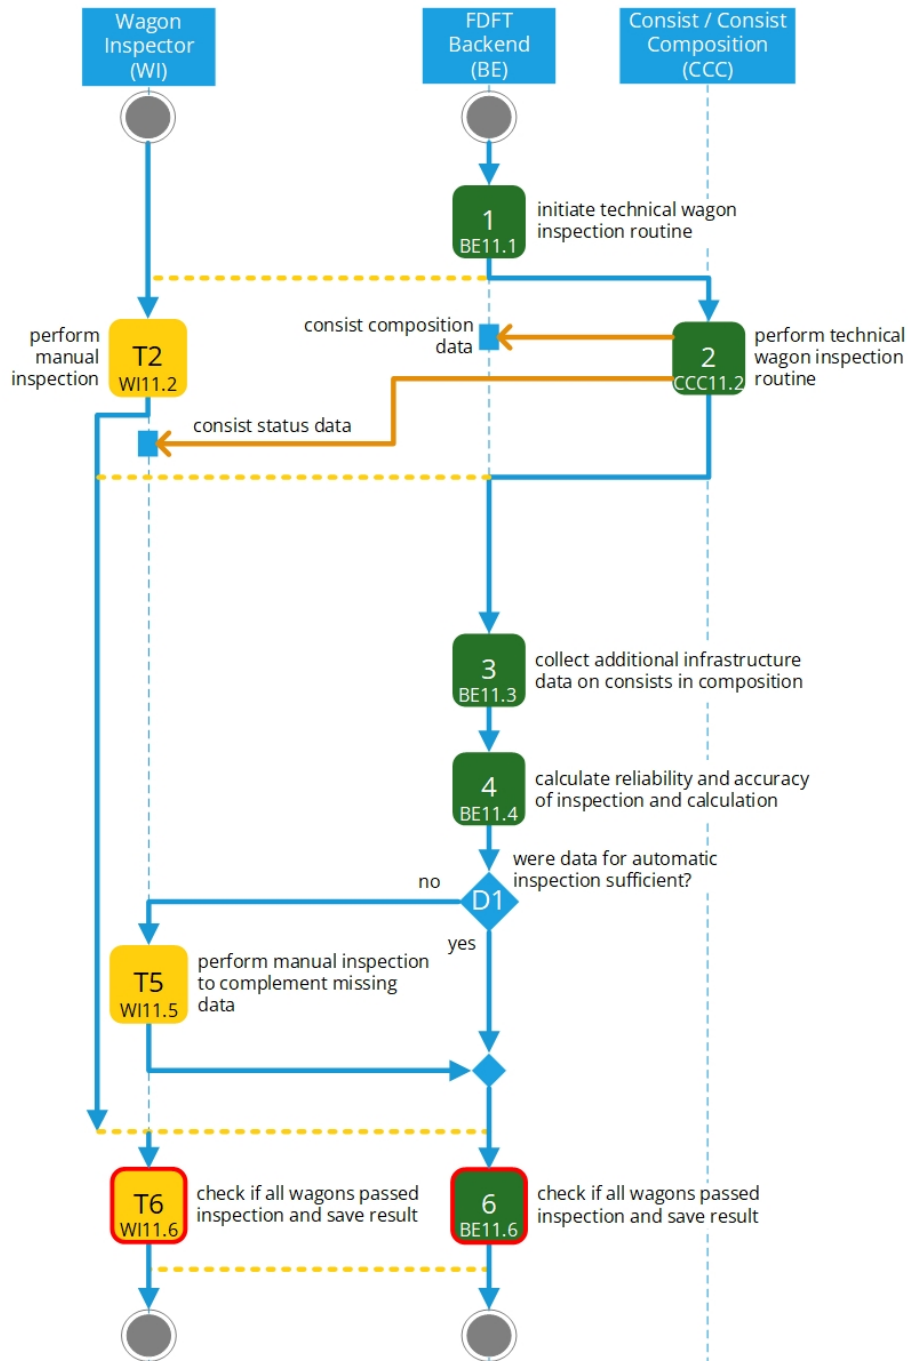 Wagon
Inspector
(WI)
FDFT
Backend
(BE)
Consist / Consist
Composition
(CCC)
1
BE11.1
initiate technical wagon
inspection routine
perform
manual
inspection
T2
WI11.2
consist composition
data
2
CCC11.2
perform technical
wagon inspection
routine
consist status data
3
BE11.3
collect additional infrastructure
data on consists in composition
4
BE11.4
calculate reliability and accuracy
of inspection and calculation
were data for automatic
inspection sufficient?
no
D1
yes
T5
WI11.5
perform manual inspection
to complement missing
data
T6
WI11.6
check if all wagons passed
inspection and save result
6
BE11.6
check if all wagons passed
inspection and save result